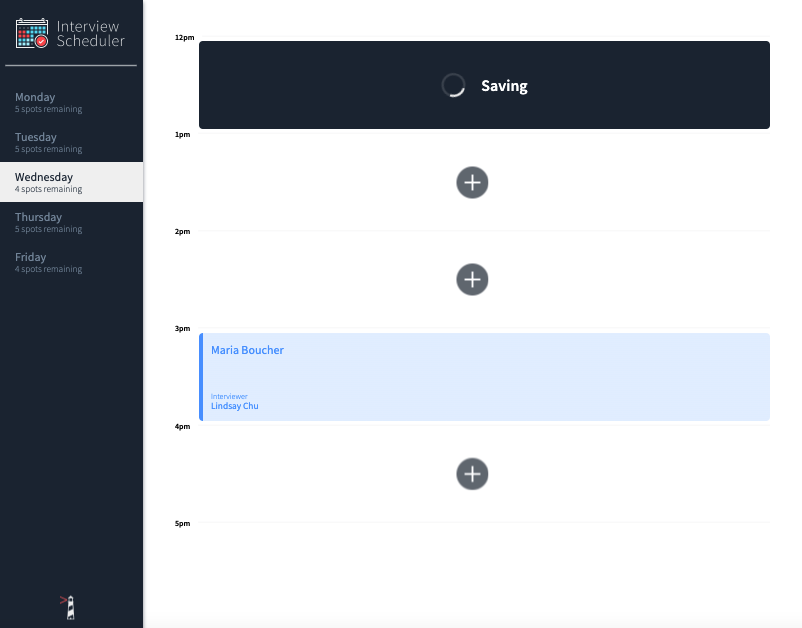 Interview
Scheduler
Monday
5 spots remaining
Tuesday
5 spots remaining
Wednesday
4 spots remaining
Thursday
5 spots remaining
Friday
4 spots remaining
12pm
Saving
1pm
2pm
3pm
Maria Boucher
Interviewer
Lindsay Chu
4pm
5pm